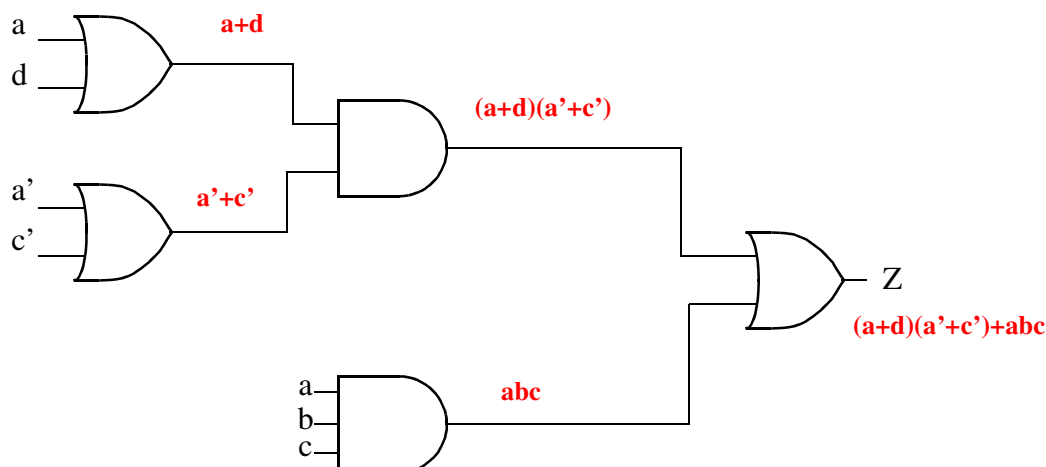 a
a+d
d
(a+d)(a’+c’)
a’
a’+c’
c’
Z
(a+d)(a’+c’)+abc
a
abc
b
c